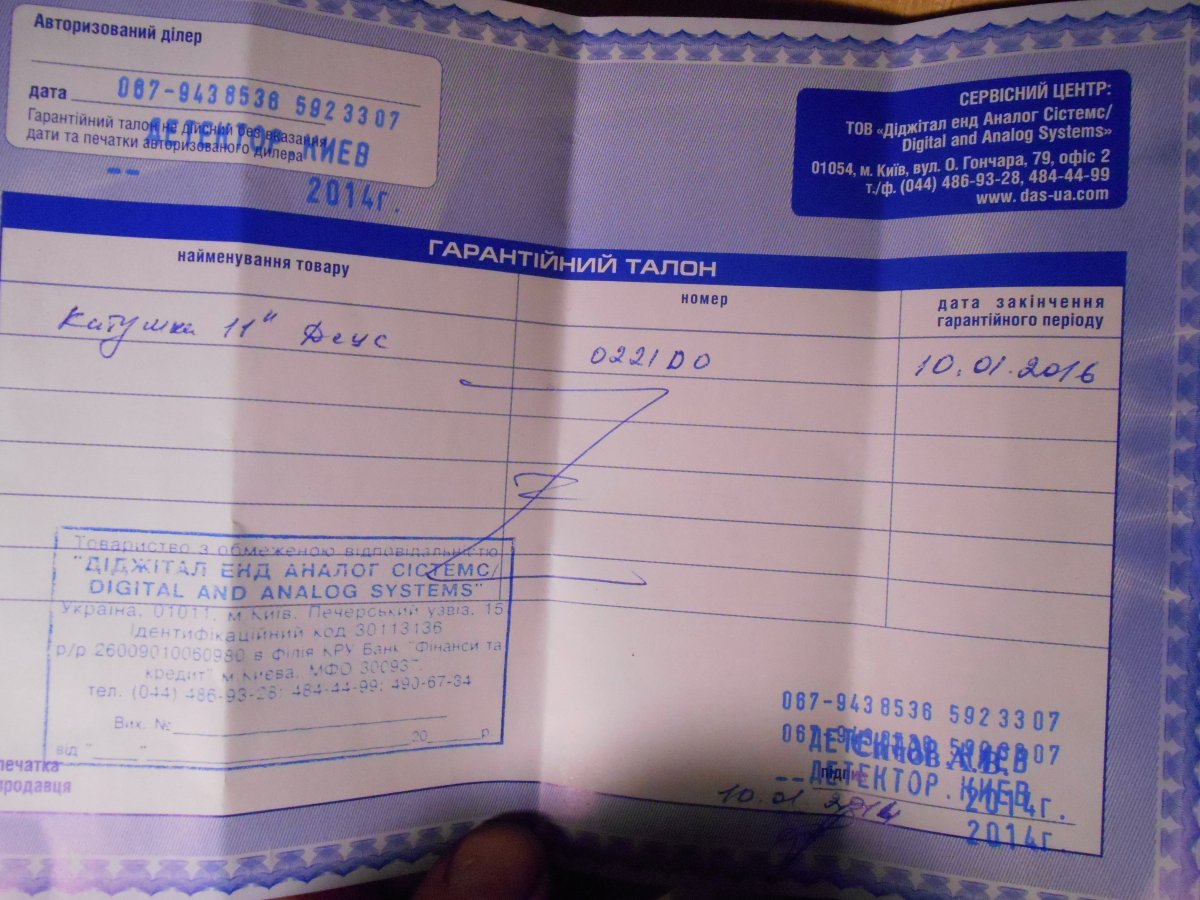 Авторизований ділер
дата
067-9438536 5923307
Гарантійний талон не дійсний без вказання
дати та печатки авторизованого дилера
ДЕТЕКТОР КИЕВ
--
2014г.
СЕРВІСНИЙ ЦЕНТР:
ТОВ «Діджітал енд Аналог Сістемс/
Digital and Analog Systems»
01054, м. Київ, вул. О. Гончара, 79, офіс 2
т./ф. (044) 486-93-28, 484-44-99
www. das-ua.com
ГАРАНТІЙНИЙ ТАЛОН
найменування товару
номер
дата закінчення
гарантійного періоду
Катушка 11" Деус
0221D0
10.01.2016
Товариство з обмеженою відповідальністю
"ДІДЖІТАЛ ЕНД АНАЛОГ СІСТЕМС/
DIGITAL AND ANALOG SYSTEMS"
Україна, 01011, м.Київ, Печерський узвіз, 15
Ідентифікаційний код 30113136
р/р 26009010060980 в Філія КРУ Банк "Фінанси та
кредит" м.Києва, МФО 300937,
тел. (044) 486-93-28; 484-44-99; 490-67-34
Вих. №
від " " 20 р.
печатка
продавця
067-9438536 5923307
ДЕТЕКТОР.КИЕВ
підпис
2014г.
10.01.2014
2014г.